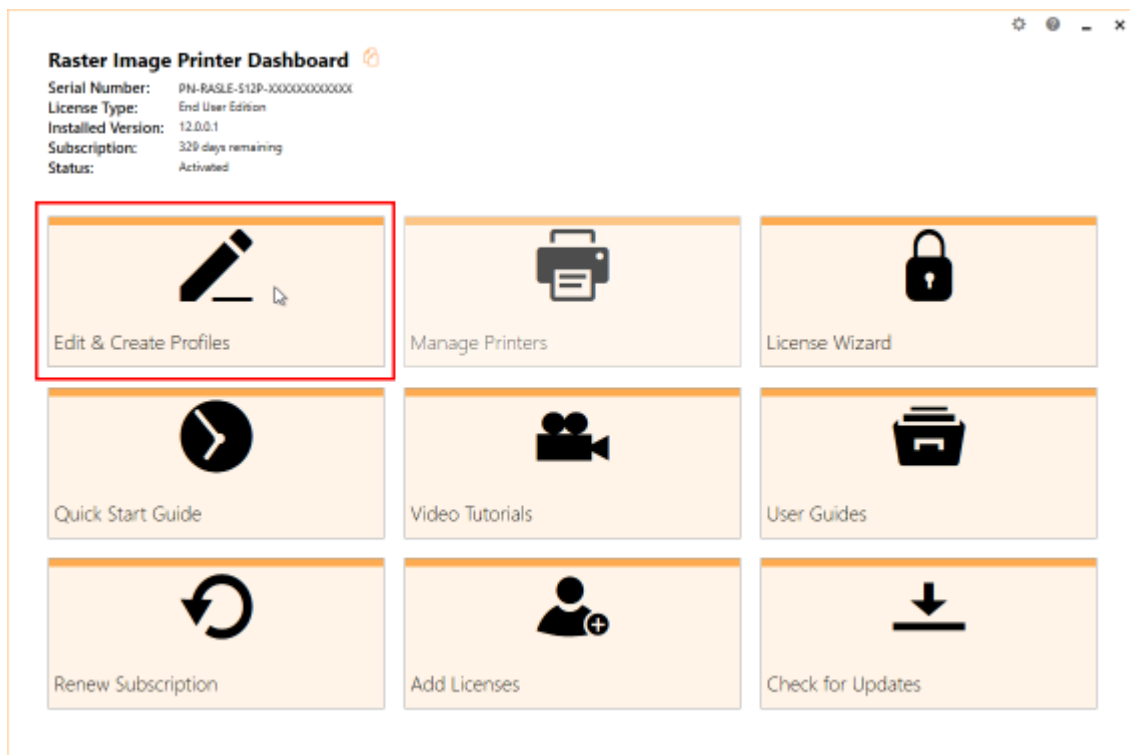 Raster Image Printer Dashboard
Serial Number: PN-RASLE-S12P-XXXXXXXXXXXX
License Type: End User Edition
Installed Version: 12.0.0.1
Subscription: 329 days remaining
Status: Activated
Edit & Create Profiles
Manage Printers
License Wizard
Quick Start Guide
Video Tutorials
User Guides
Renew Subscription
Add Licenses
Check for Updates